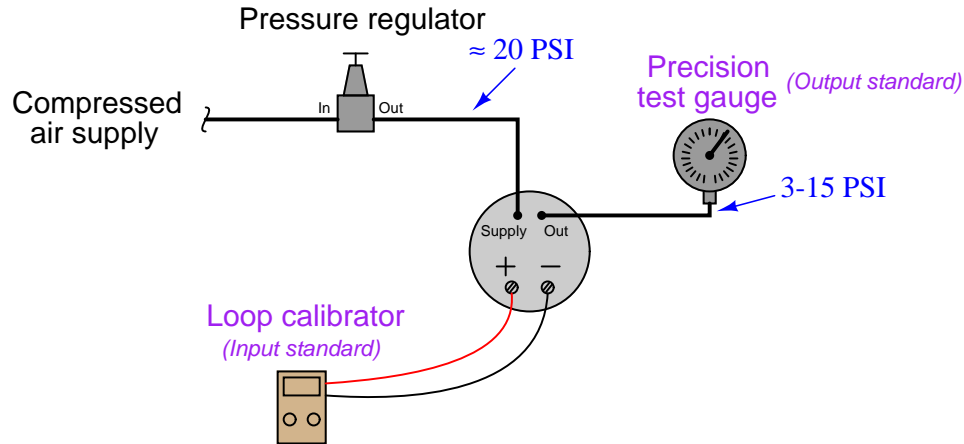 Pressure regulator
≈ 20 PSI
Compressed
air supply
In
Out
Precision
test gauge
(Output standard)
3-15 PSI
Supply
Out
+
−
Loop calibrator
(Input standard)